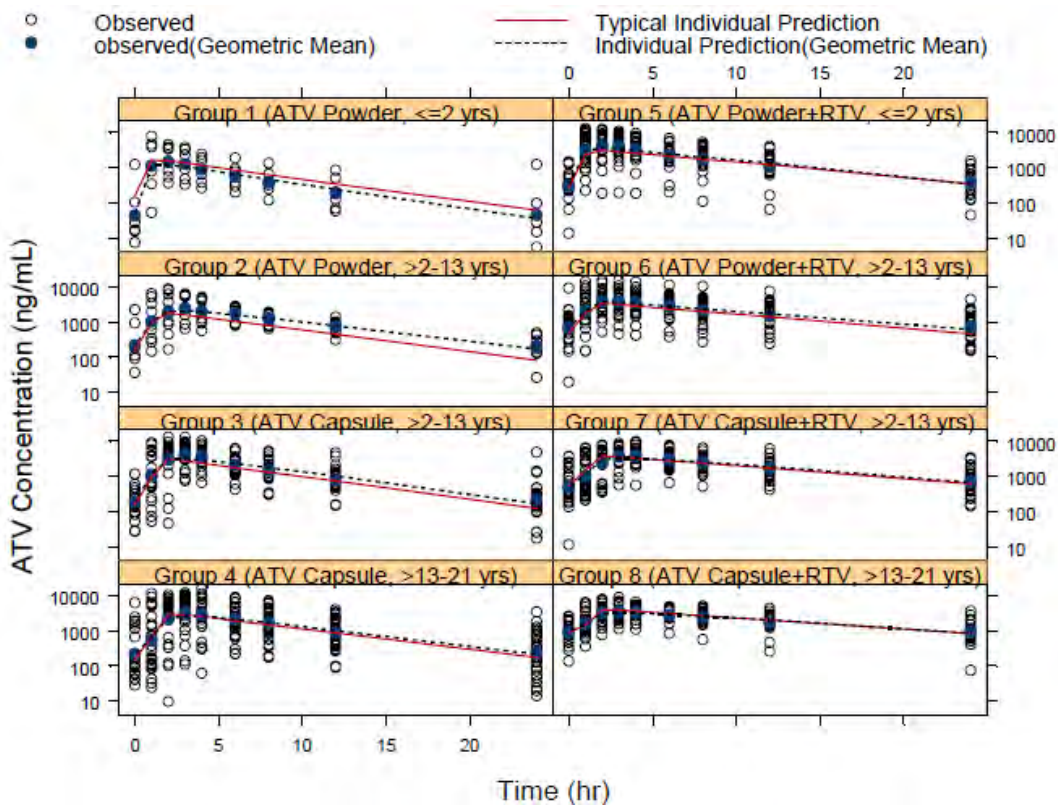 Observed
observed(Geometric Mean)
Typical Individual Prediction
Individual Prediction(Geometric Mean)
0 5 10 20
Group 1 (ATV Powder, <=2 yrs)
Group 5 (ATV Powder+RTV, <=2 yrs)
10000
1000
100
10
Group 2 (ATV Powder, >2-13 yrs)
Group 6 (ATV Powder+RTV, >2-13 yrs)
10000
1000
100
10
Group 3 (ATV Capsule, >2-13 yrs)
Group 7 (ATV Capsule+RTV, >2-13 yrs)
10000
1000
100
10
Group 4 (ATV Capsule, >13-21 yrs)
Group 8 (ATV Capsule+RTV, >13-21 yrs)
10000
1000
100
10
0 5 10 20
ATV Concentration (ng/mL)
Time (hr)